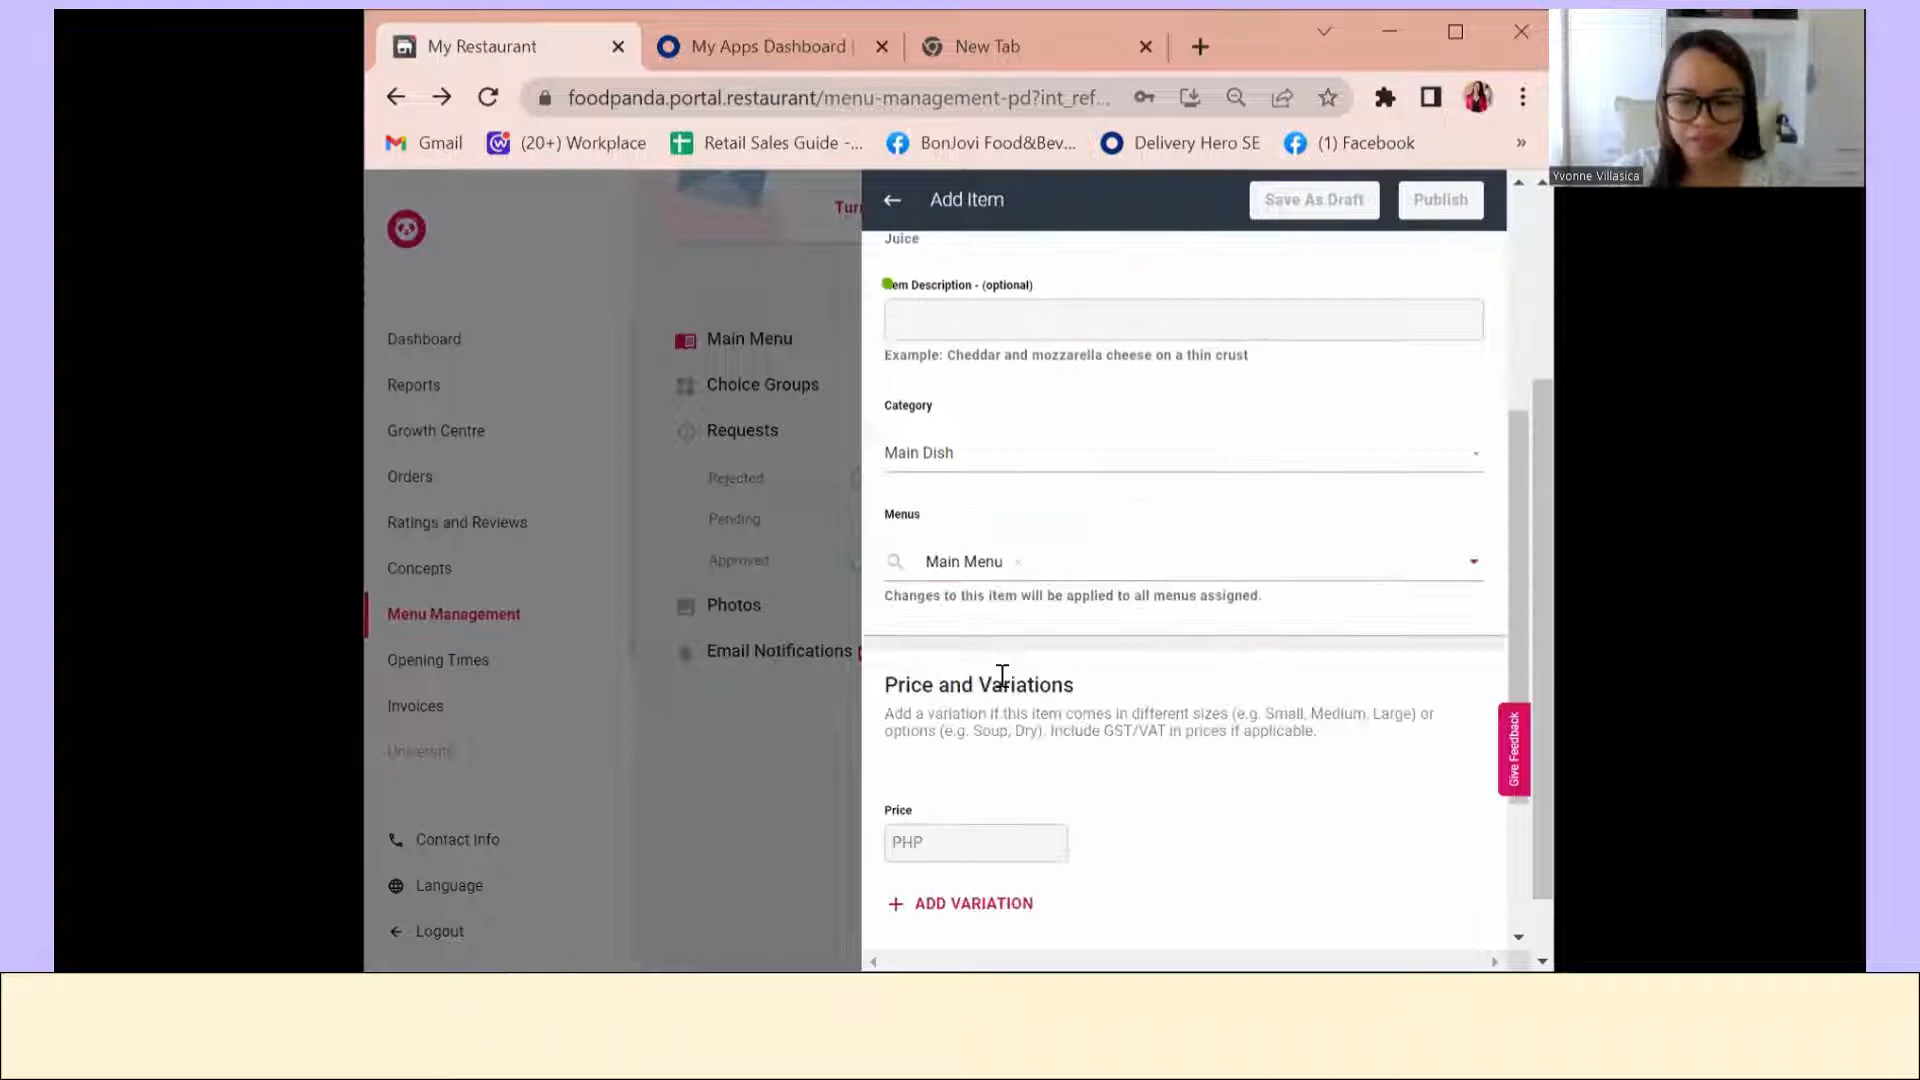 My Restaurant
My Apps Dashboard |
New Tab
foodpanda.portal.restaurant/menu-management-pd?int_ref...
Gmail
(20+) Workplace
Retail Sales Guide -...
BonJovi Food&Bev...
Delivery Hero SE
(1) Facebook
»
Yvonne Villasica
Add Item
Save As Draft
Publish
Dashboard
Reports
Growth Centre
Orders
Ratings and Reviews
Concepts
Menu Management
Opening Times
Invoices
Contact Info
Language
Logout
Main Menu
Choice Groups
Requests
Rejected
Pending
Approved
Photos
Email Notifications
Juice
em Description - (optional)
Example: Cheddar and mozzarella cheese on a thin crust
Category
Main Dish
Menus
Main Menu ×
Changes to this item will be applied to all menus assigned.
Price and Variations
Add a variation if this item comes in different sizes (e.g. Small, Medium, Large) or
options (e.g. Soup, Dry). Include GST/VAT in prices if applicable.
Price
PHP
+ ADD VARIATION
Give Feedback